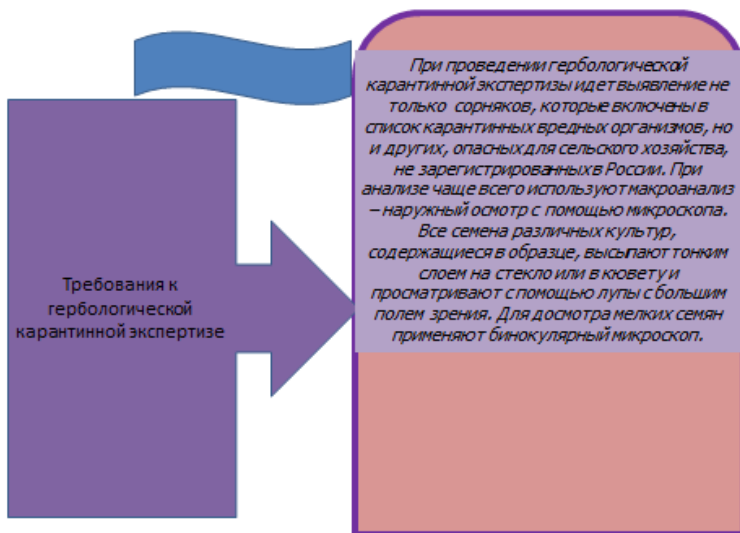 Требования к
гербологической
карантинной экспертизе
При проведении гербологической
карантинной экспертизы идет выявление не
только сорняков, которые включены в
список карантинных вредных организмов, но
и других, опасных для сельского хозяйства,
не зарегистрированных в России. При
анализе чаще всего используют макроанализ
– наружный осмотр с помощью микроскопа.
Все семена различных культур,
содержащиеся в образце, высыпают тонким
слоем на стекло или в кювету и
просматривают с помощью лупы с большим
полем зрения. Для досмотра мелких семян
применяют бинокулярный микроскоп.